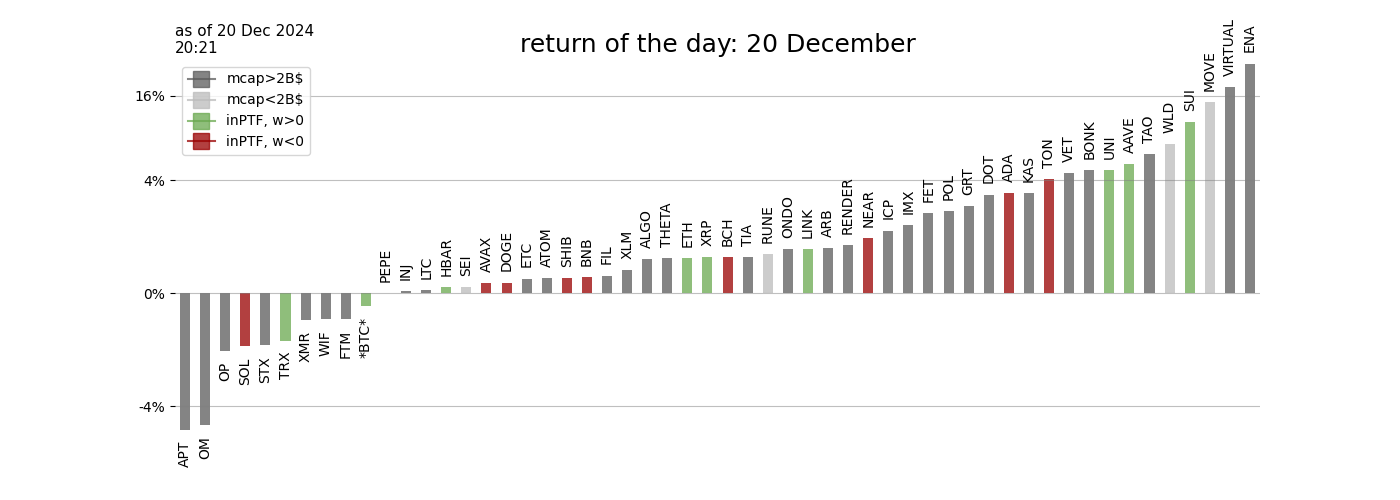 as of 20 Dec 2024
20:21
return of the day: 20 December
mcap>2B$
mcap<2B$
inPTF, w>0
inPTF, w<0
16%
4%
0%
-4%
APT
OM
OP
SOL
STX
TRX
XMR
WIF
FTM
*BTC*
PEPE
INJ
LTC
HBAR
SEI
AVAX
DOGE
ETC
ATOM
SHIB
BNB
FIL
XLM
ALGO
THETA
ETH
XRP
BCH
TIA
RUNE
ONDO
LINK
ARB
RENDER
NEAR
ICP
IMX
FET
POL
GRT
DOT
ADA
KAS
TON
VET
BONK
UNI
AAVE
TAO
WLD
SUI
MOVE
VIRTUAL
ENA